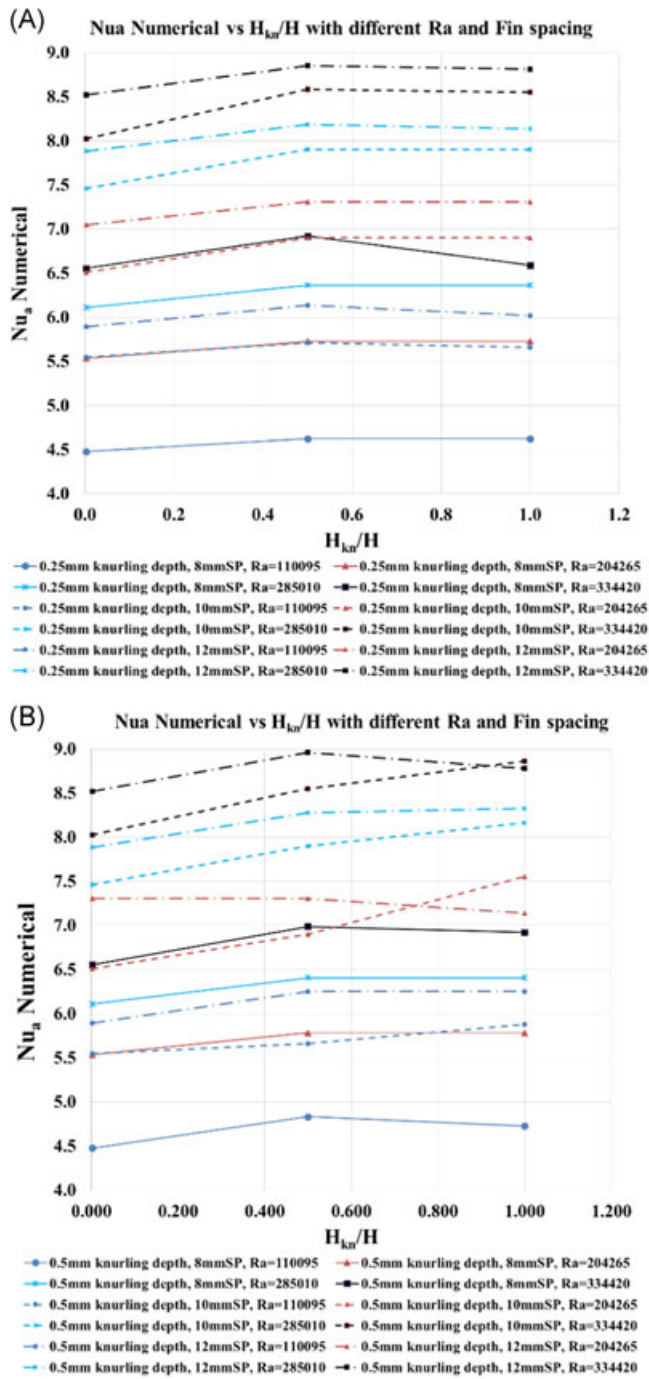 (A)
Nua Numerical vs Hkn/H with different Ra and Fin spacing
9.0
8.5
8.0
7.5
7.0
6.5
6.0
5.5
5.0
4.5
4.0
Nua Numerical
0.0 0.2 0.4 0.6 0.8 1.0 1.2
Hkn/H
0.25mm knurling depth, 8mmSP, Ra=110095 0.25mm knurling depth, 8mmSP, Ra=204265
0.25mm knurling depth, 8mmSP, Ra=285010 0.25mm knurling depth, 8mmSP, Ra=334420
0.25mm knurling depth, 10mmSP, Ra=110095 0.25mm knurling depth, 10mmSP, Ra=204265
0.25mm knurling depth, 10mmSP, Ra=285010 0.25mm knurling depth, 10mmSP, Ra=334420
0.25mm knurling depth, 12mmSP, Ra=110095 0.25mm knurling depth, 12mmSP, Ra=204265
0.25mm knurling depth, 12mmSP, Ra=285010 0.25mm knurling depth, 12mmSP, Ra=334420
(B)
Nua Numerical vs Hkn/H with different Ra and Fin spacing
9.0
8.5
8.0
7.5
7.0
6.5
6.0
5.5
5.0
4.5
4.0
Nua Numerical
0.000 0.200 0.400 0.600 0.800 1.000 1.200
Hkn/H
0.5mm knurling depth, 8mmSP, Ra=110095 0.5mm knurling depth, 8mmSP, Ra=204265
0.5mm knurling depth, 8mmSP, Ra=285010 0.5mm knurling depth, 8mmSP, Ra=334420
0.5mm knurling depth, 10mmSP, Ra=110095 0.5mm knurling depth, 10mmSP, Ra=204265
0.5mm knurling depth, 10mmSP, Ra=285010 0.5mm knurling depth, 10mmSP, Ra=334420
0.5mm knurling depth, 12mmSP, Ra=110095 0.5mm knurling depth, 12mmSP, Ra=204265
0.5mm knurling depth, 12mmSP, Ra=285010 0.5mm knurling depth, 12mmSP, Ra=334420